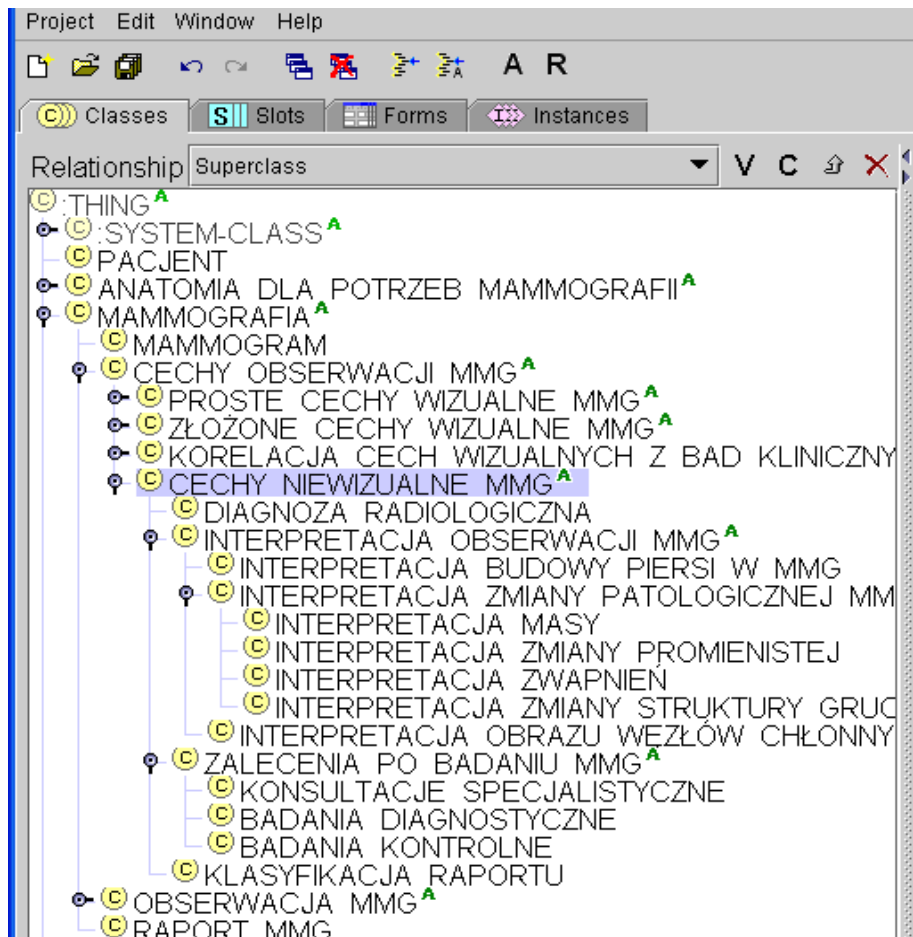 Project Edit Window Help
A R
Classes Slots Forms Instances
Relationship Superclass V C
:THING A
:SYSTEM-CLASS A
PACJENT
ANATOMIA DLA POTRZEB MAMMOGRAFII A
MAMMOGRAFIA A
MAMMOGRAM
CECHY OBSERWACJI MMG A
PROSTE CECHY WIZUALNE MMG A
ZŁOŻONE CECHY WIZUALNE MMG A
KORELACJA CECH WIZUALNYCH Z BAD KLINICZNY
CECHY NIEWIZUALNE MMG A
DIAGNOZA RADIOLOGICZNA
INTERPRETACJA OBSERWACJI MMG A
INTERPRETACJA BUDOWY PIERSI W MMG
INTERPRETACJA ZMIANY PATOLOGICZNEJ MM
INTERPRETACJA MASY
INTERPRETACJA ZMIANY PROMIENISTEJ
INTERPRETACJA ZWAPNIEŃ
INTERPRETACJA ZMIANY STRUKTURY GRUC
INTERPRETACJA OBRAZU WĘZŁÓW CHŁONNY
ZALECENIA PO BADANIU MMG A
KONSULTACJE SPECJALISTYCZNE
BADANIA DIAGNOSTYCZNE
BADANIA KONTROLNE
KLASYFIKACJA RAPORTU
OBSERWACJA MMG A
RAPORT MMG